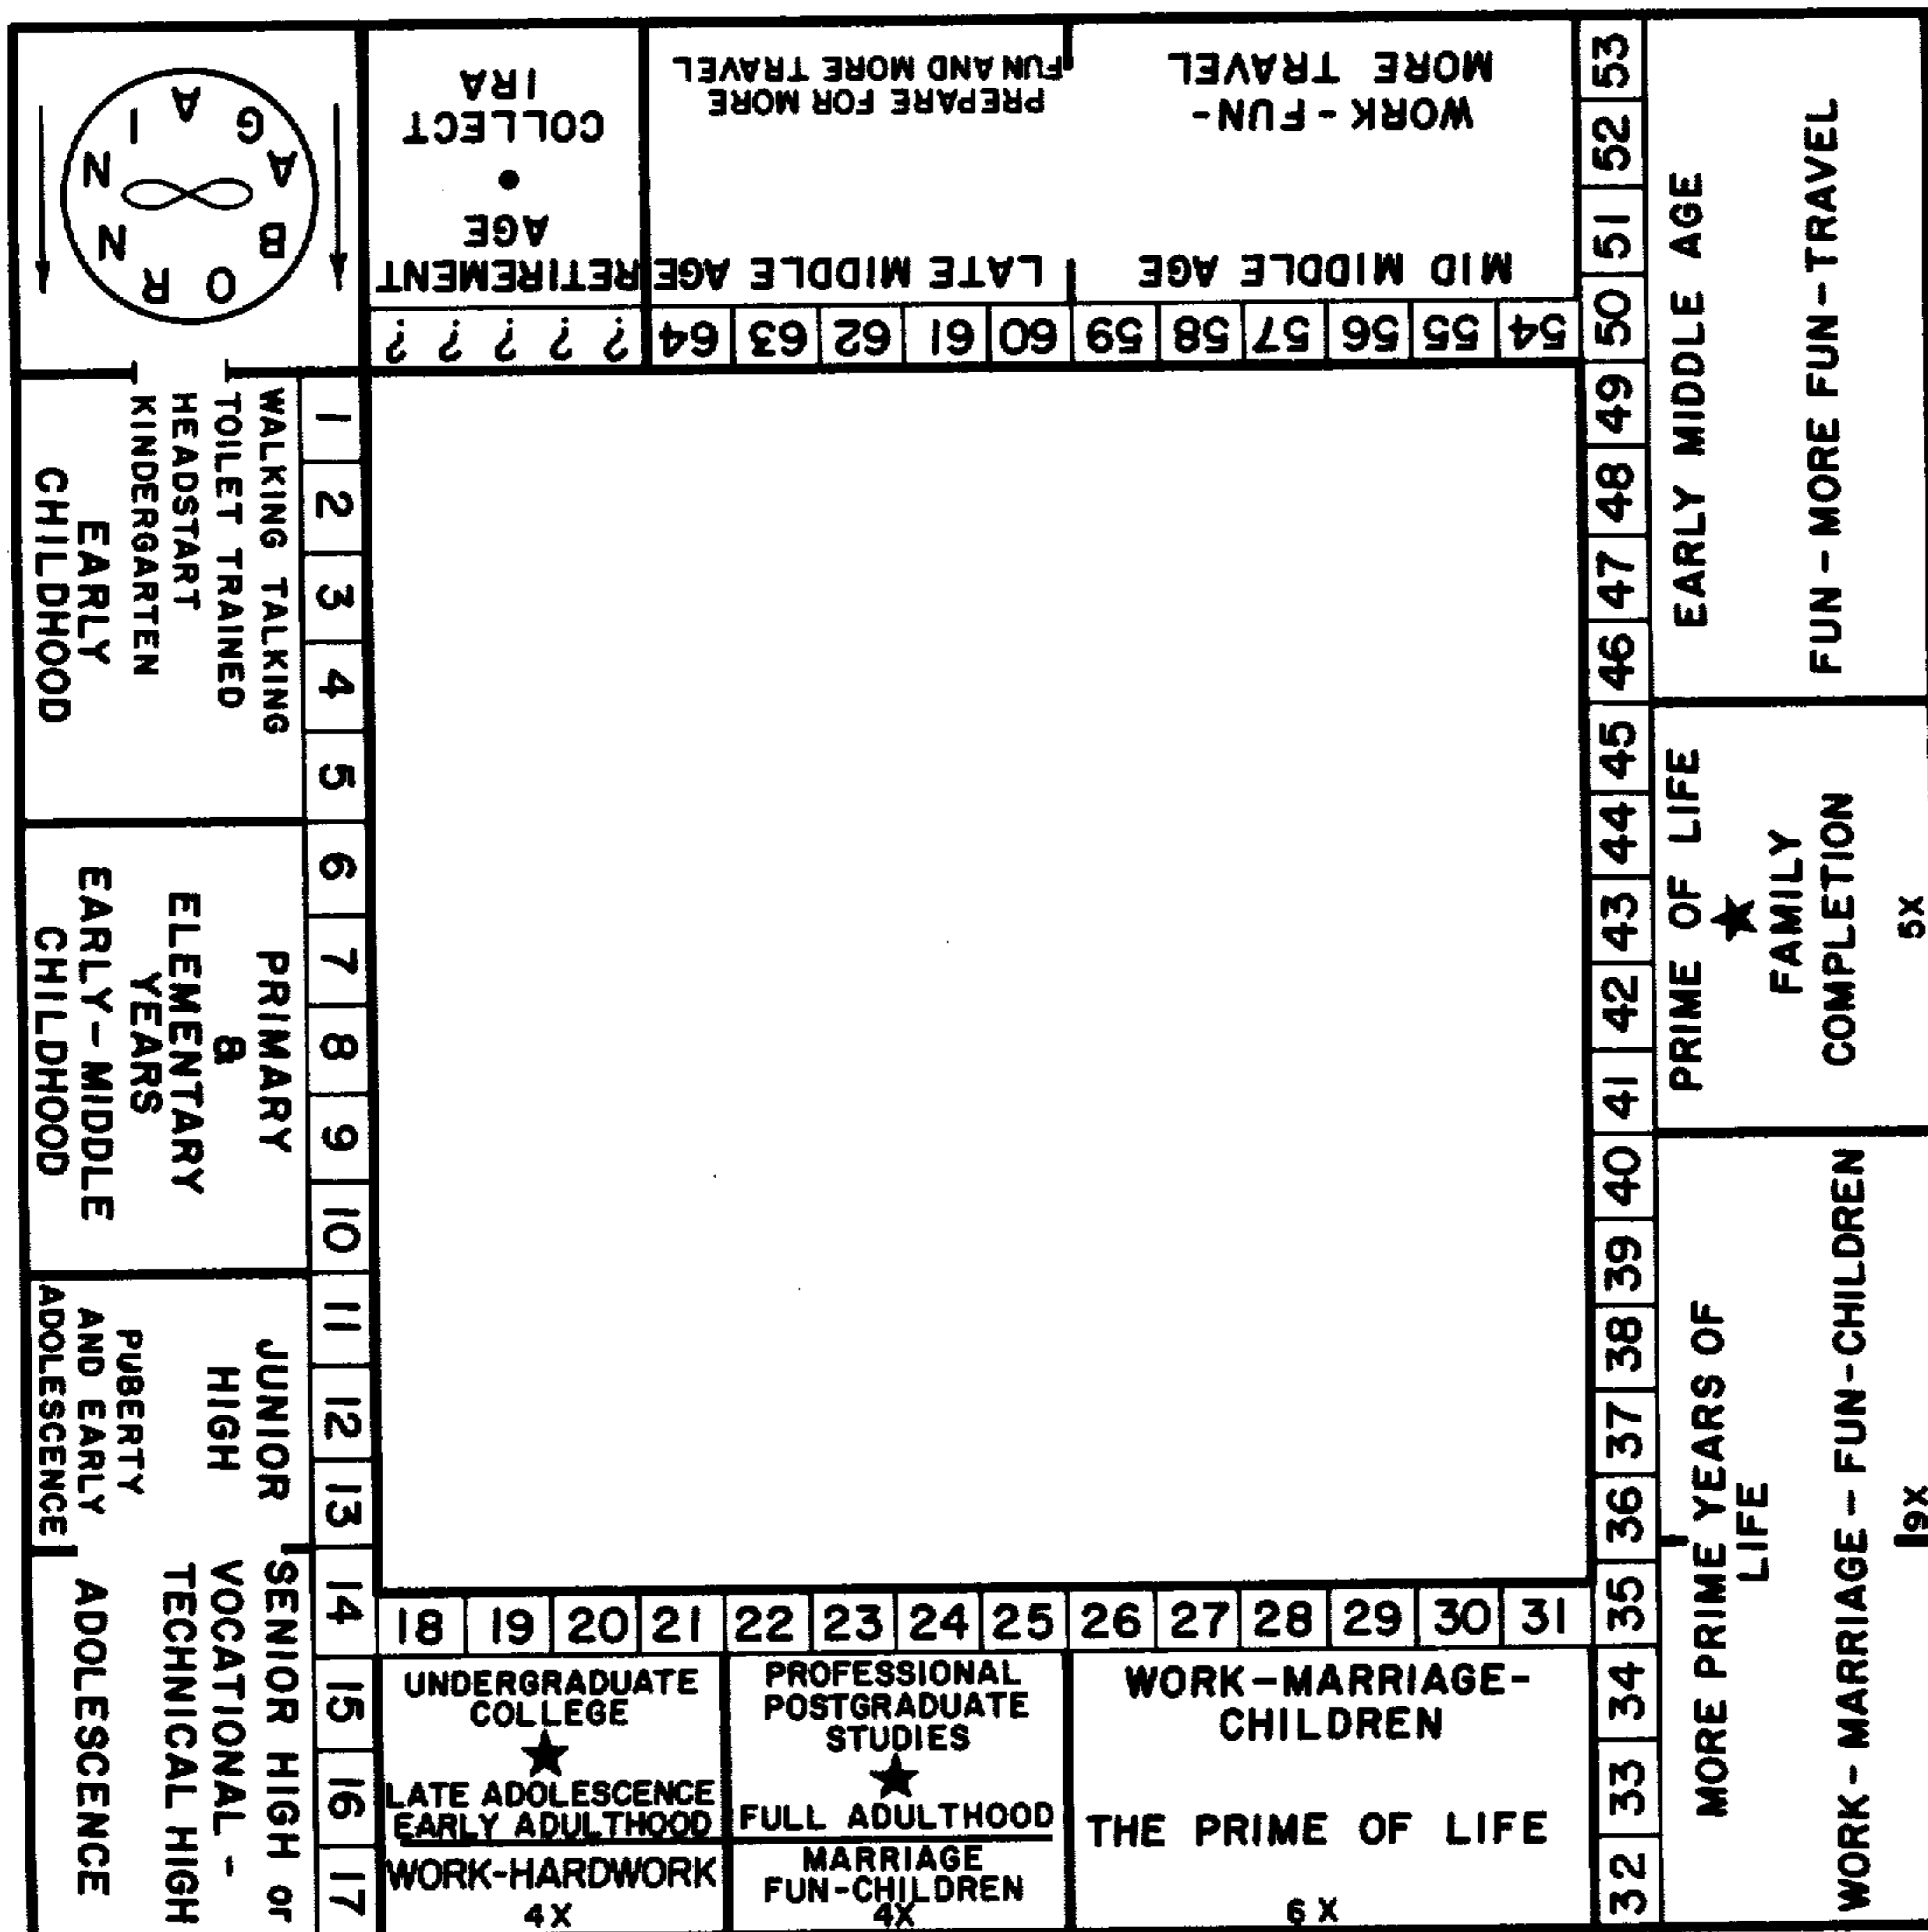 BORN AGAIN
1
2
3
4
5
WALKING TALKING
TOILET TRAINED
HEADSTART
KINDERGARTEN
EARLY
CHILDHOOD
6
7
8
9
10
PRIMARY
&
ELEMENTARY
YEARS
EARLY-MIDDLE
CHILDHOOD
11
12
13
JUNIOR
HIGH
PUBERTY
AND EARLY
ADOLESCENCE
14
15
16
17
SENIOR HIGH or
VOCATIONAL -
TECHNICAL HIGH
ADOLESCENCE
18 19 20 21
UNDERGRADUATE
COLLEGE
LATE ADOLESCENCE
EARLY ADULTHOOD
WORK-HARDWORK
4X
22 23 24 25
PROFESSIONAL
POSTGRADUATE
STUDIES
FULL ADULTHOOD
MARRIAGE
FUN-CHILDREN
4X
26 27 28 29 30 31
WORK-MARRIAGE-
CHILDREN
THE PRIME OF LIFE
6X
32 33 34 35 36 37 38 39 40
MORE PRIME YEARS OF
LIFE
WORK - MARRIAGE - FUN-CHILDREN
9X
41 42 43 44 45
PRIME OF LIFE
FAMILY
COMPLETION
5X
46 47 48 49 50 51 52 53
EARLY MIDDLE AGE
FUN - MORE FUN - TRAVEL
54 55 56 57 58 59
MID MIDDLE AGE
WORK - FUN -
MORE TRAVEL
60 61 62 63 64
LATE MIDDLE AGE
PREPARE FOR MORE
FUN AND MORE TRAVEL
? ? ? ? ?
RETIREMENT
AGE
COLLECT
IRA